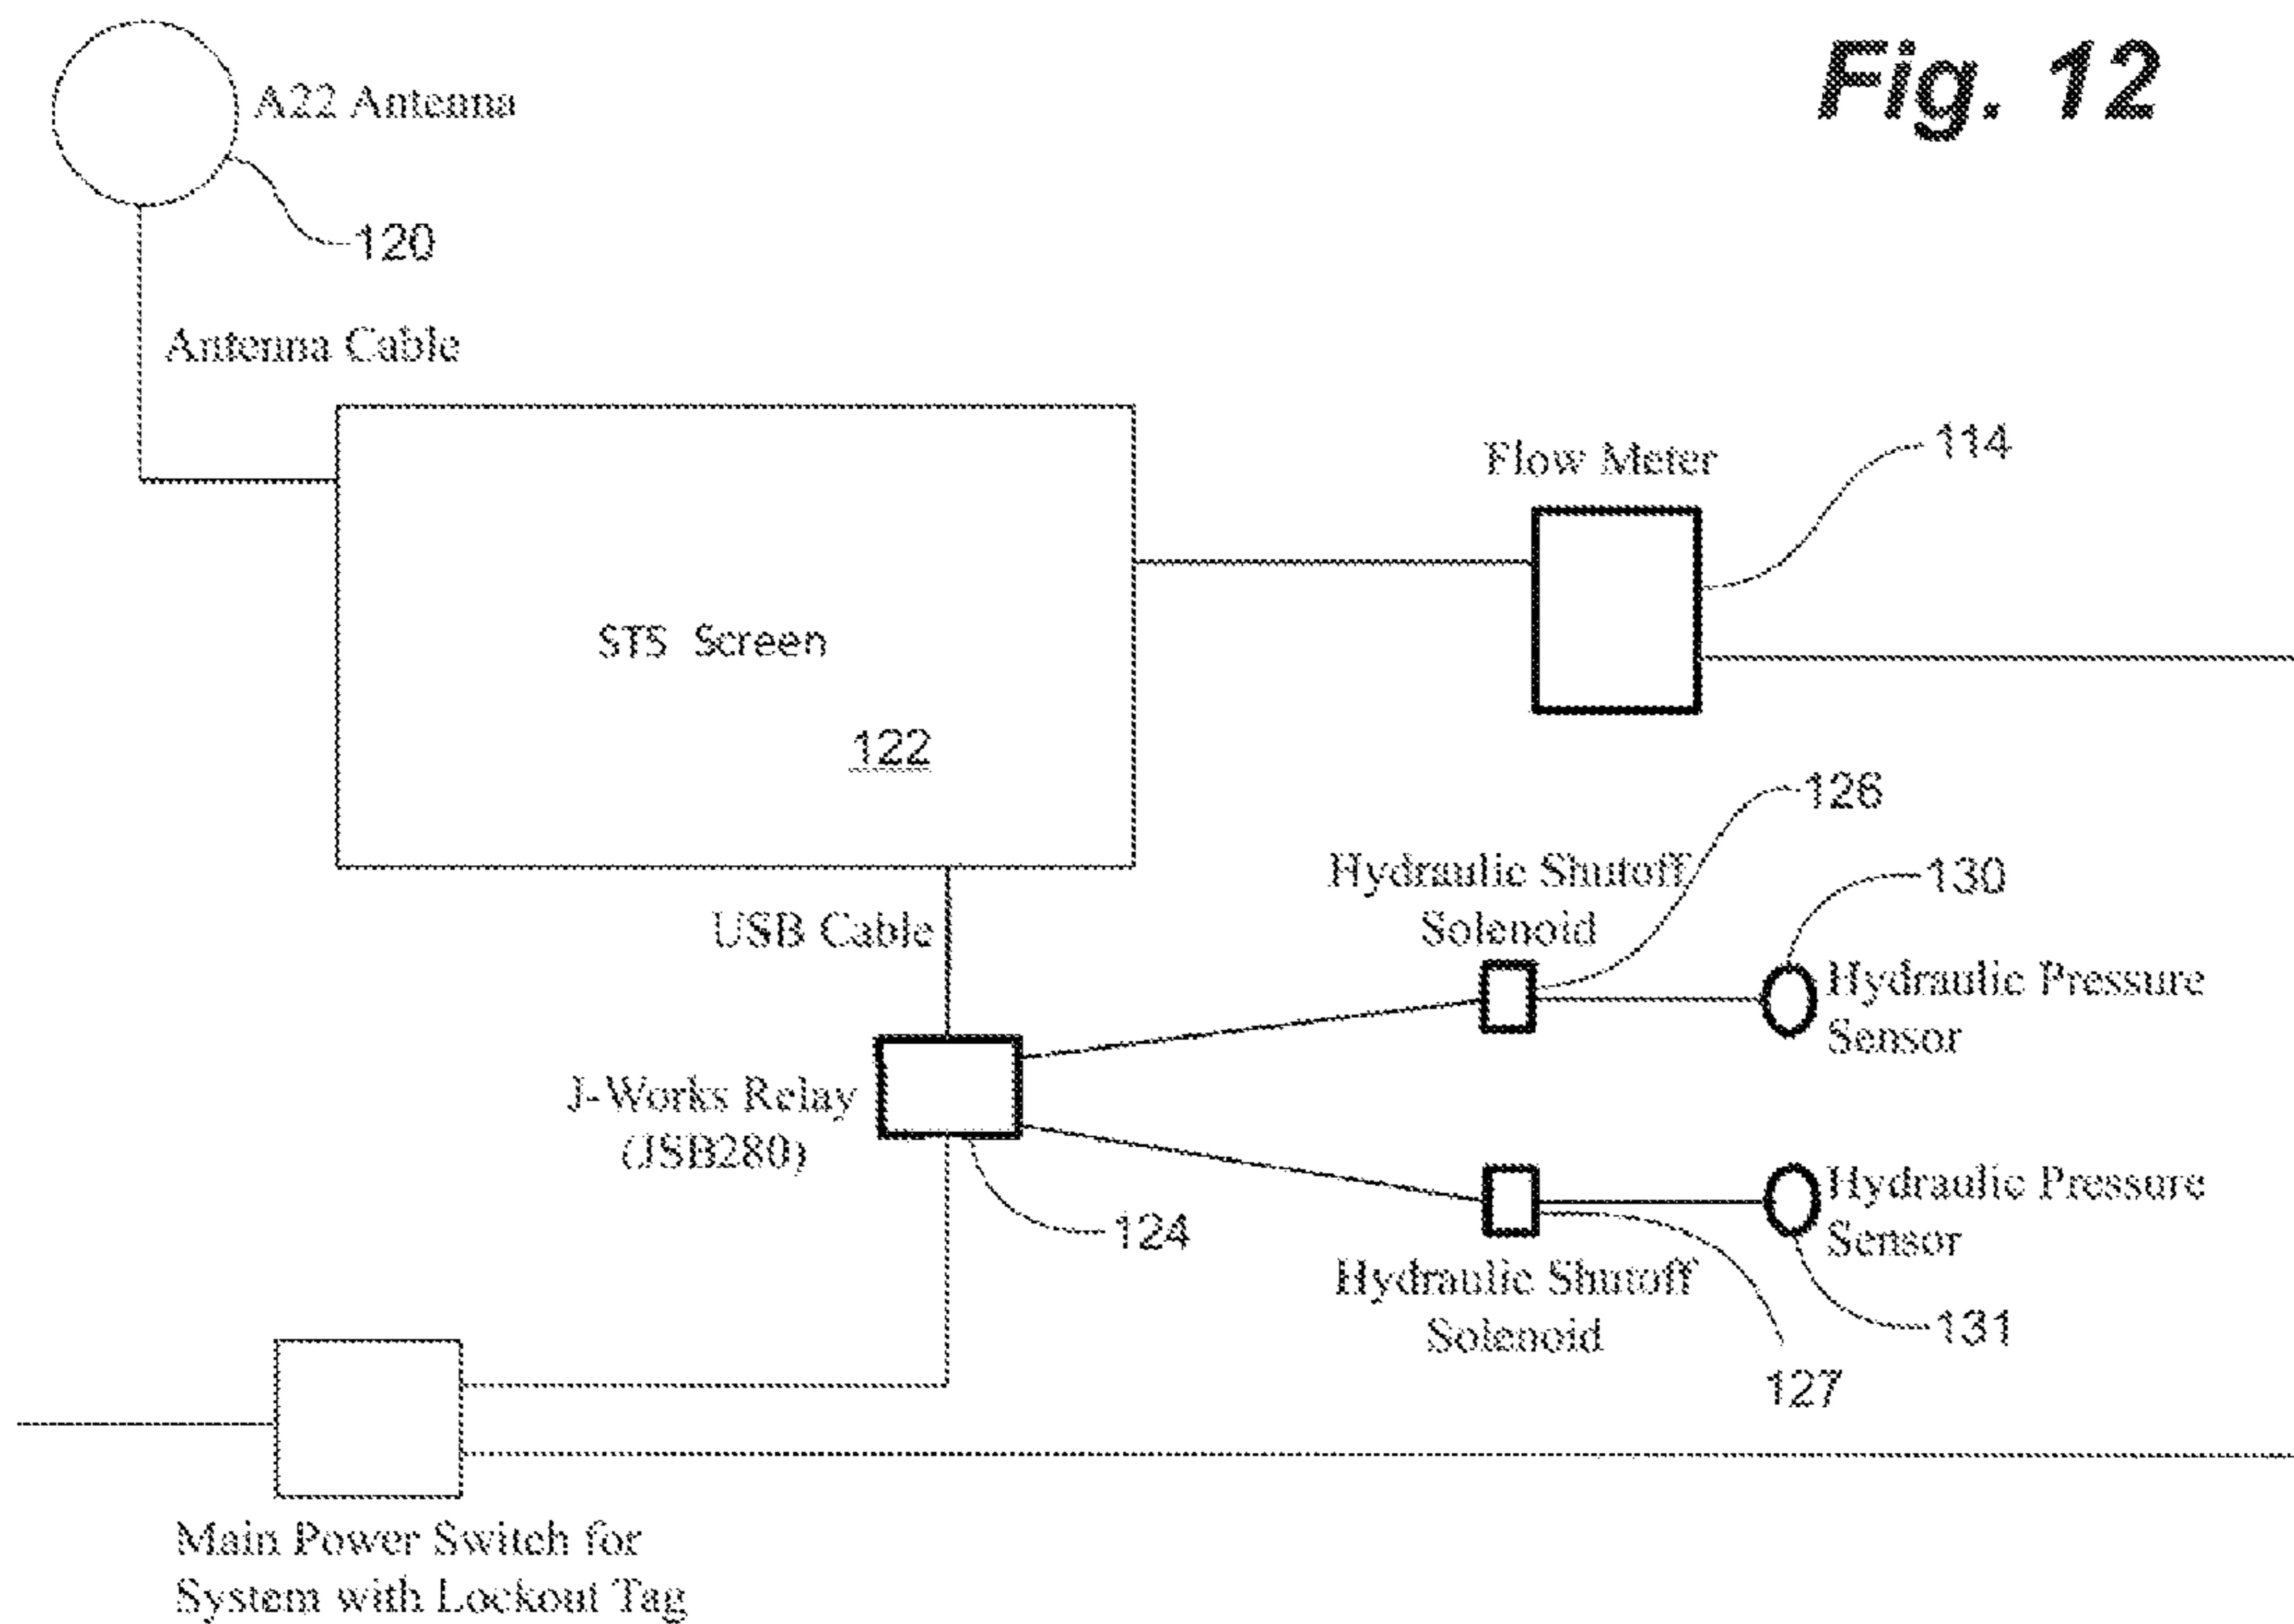 Fig. 12
A22 Antenna
120
Antenna Cable
Flow Meter
114
ST5 Screen
122
126
Hydraulic Shutoff
Solenoid
130
USB Cable
Hydraulic Pressure
Sensor
J-Works Relay
(JSB280)
124
Hydraulic Pressure
Sensor
Hydraulic Shutoff
Solenoid
131
127
Main Power Switch for
System with Lockout Tag